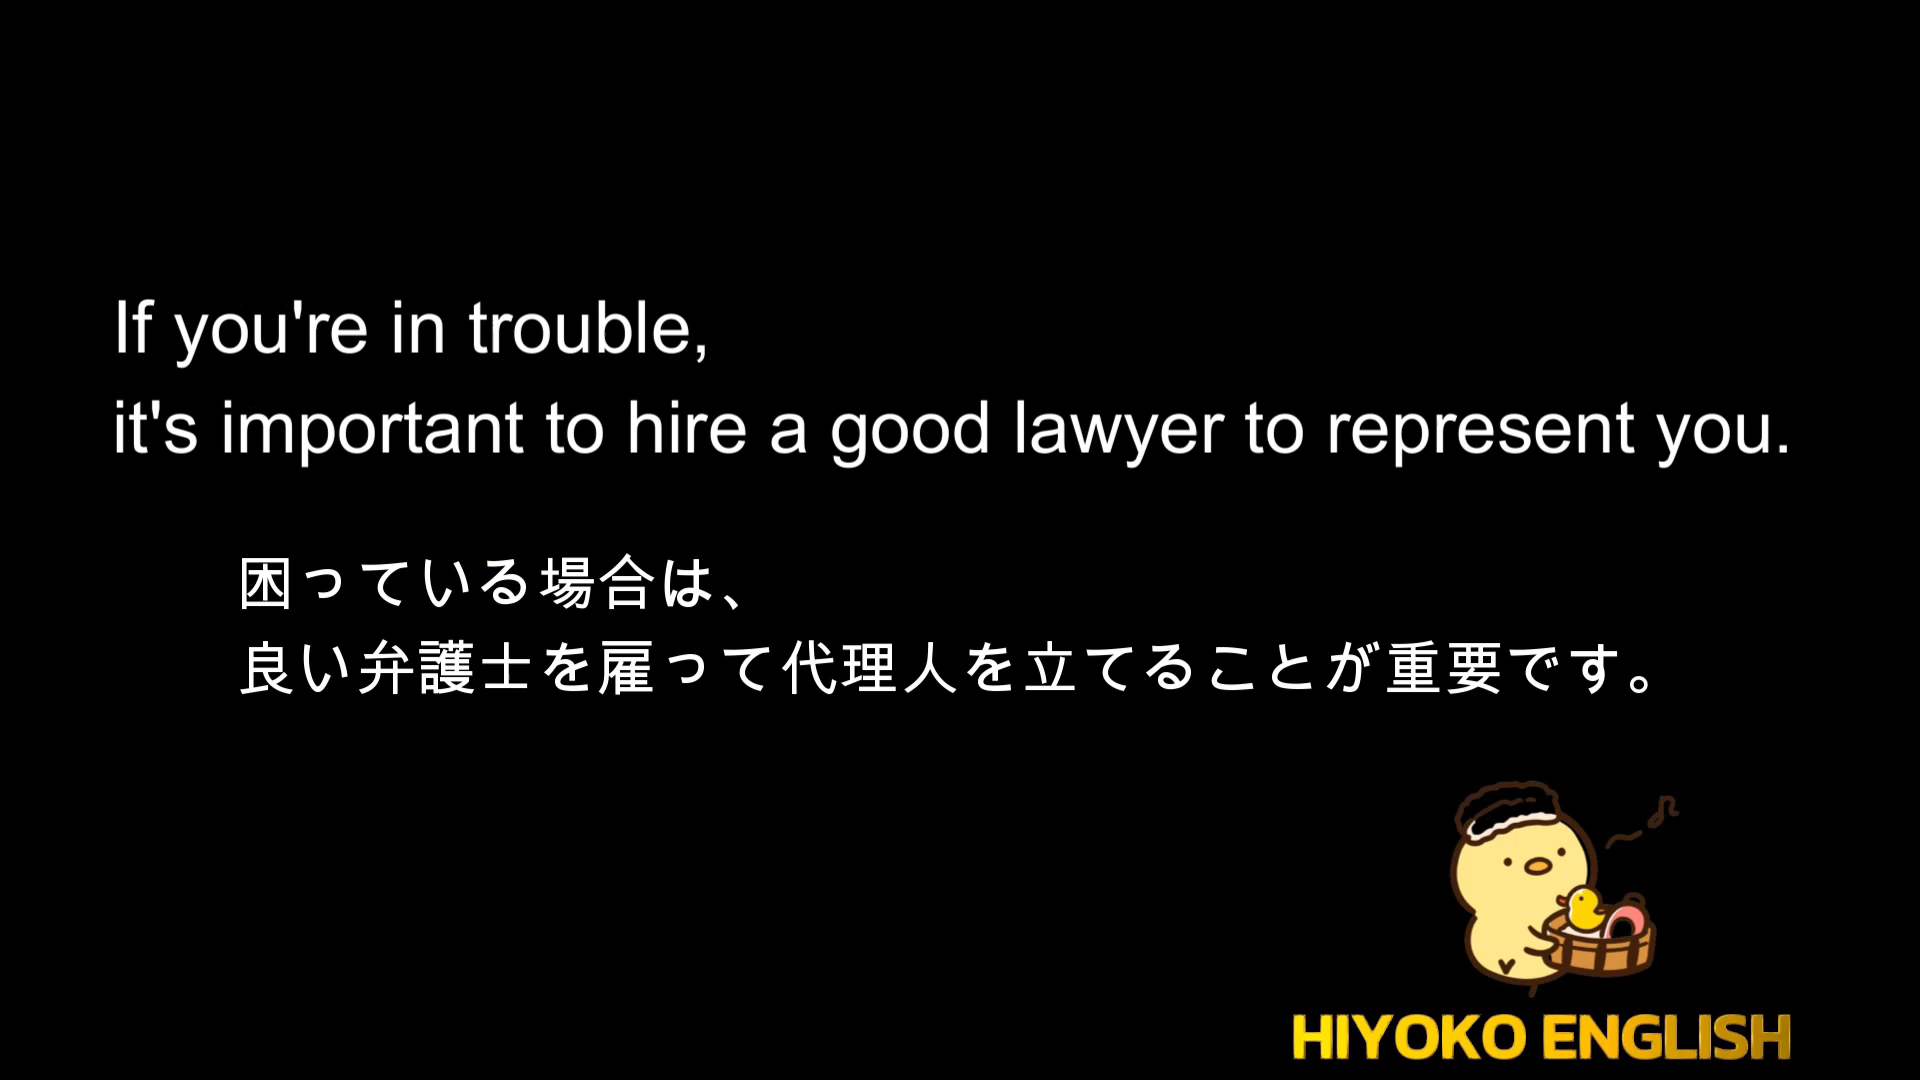 If you're in trouble,
it's important to hire a good lawyer to represent you.
困っている場合は、
良い弁護士を雇って代理人を立てることが重要です。
HIYOKO ENGLISH